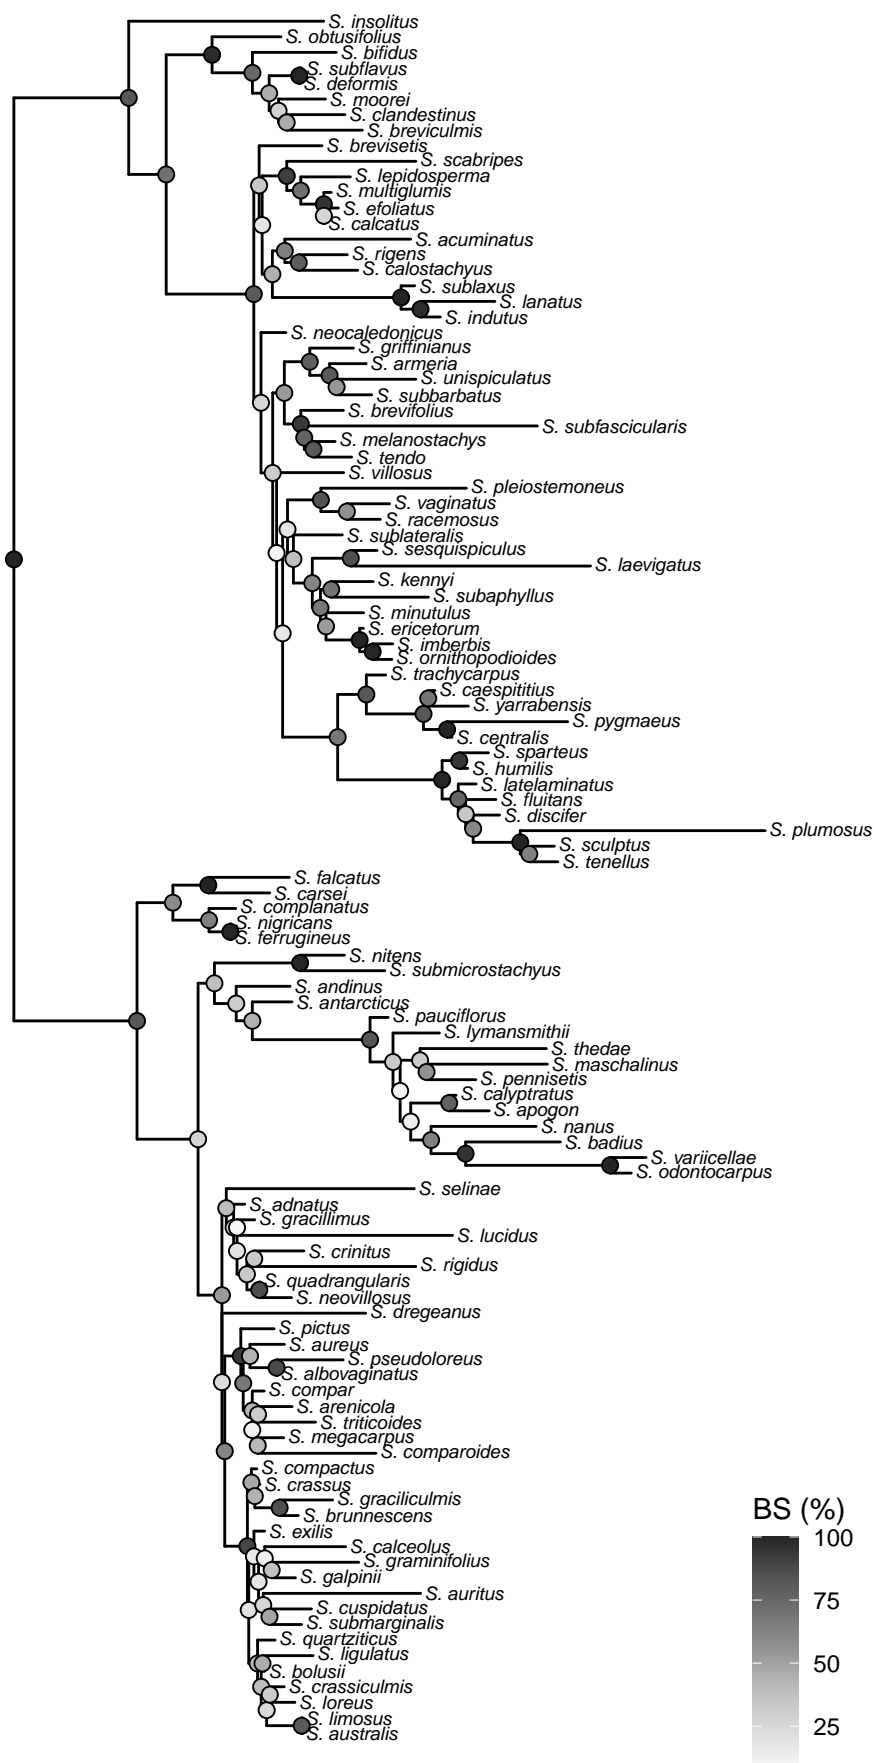 S. insolitus
S. obtusifolius
S. bifidus
S. subflavus
S. deformis
S. moorei
S. clandestinus
S. breviculmis
S. brevisetis
S. scabripes
S. lepidosperma
S. multiglumis
S. efoliatus
S. calcatus
S. acuminatus
S. rigens
S. calostachyus
S. sublaxus
S. lanatus
S. indutus
S. neocaledonicus
S. griffinianus
S. armeria
S. unispiculatus
S. subbarbatus
S. brevifolius
S. subfascicularis
S. melanostachys
S. tendo
S. villosus
S. pleiostemoneus
S. vaginatus
S. racemosus
S. sublateralis
S. sesquispiculus
S. laevigatus
S. kennyi
S. subaphyllus
S. minutulus
S. ericetorum
S. imberbis
S. ornithopodioides
S. trachycarpus
S. caespititius
S. yarrabensis
S. pygmaeus
S. centralis
S. sparteus
S. humilis
S. latelaminatus
S. fluitans
S. discifer
S. plumosus
S. sculptus
S. tenellus
S. falcatus
S. carsei
S. complanatus
S. nigricans
S. ferrugineus
S. nitens
S. submicrostachyus
S. andinus
S. antarcticus
S. pauciflorus
S. lymansmithii
S. thedae
S. maschalinus
S. pennisetis
S. calyptratus
S. apogon
S. nanus
S. badius
S. variicellae
S. odontocarpus
S. selinae
S. adnatus
S. gracillimus
S. lucidus
S. crinitus
S. rigidus
S. quadrangularis
S. neovillosus
S. dregeanus
S. pictus
S. aureus
S. pseudoloreus
S. albovaginatus
S. compar
S. arenicola
S. triticoides
S. megacarpus
S. comparoides
S. compactus
S. crassus
S. graciliculmis
S. brunnescens
S. exilis
S. calceolus
S. graminifolius
S. galpinii
S. auritus
S. cuspidatus
S. submarginalis
S. quartziticus
S. ligulatus
S. bolusii
S. crassiculmis
S. loreus
S. limosus
S. australis
BS (%)
100
75
50
25